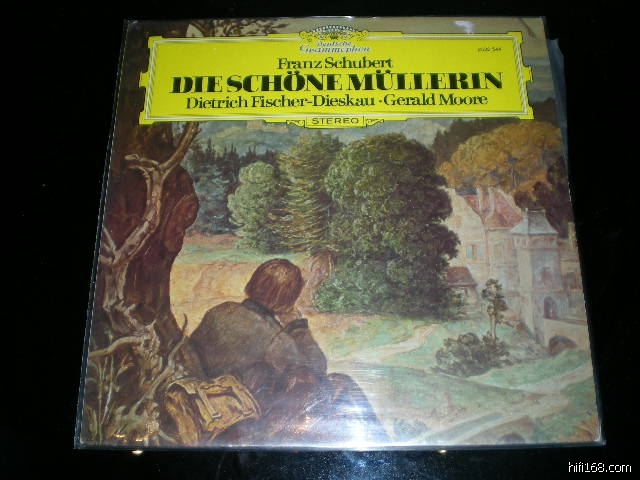 Deutsche
Grammophon
Franz Schubert
DIE SCHÖNE MÜLLERIN
Dietrich Fischer-Dieskau · Gerald Moore
STEREO
hifi168.com